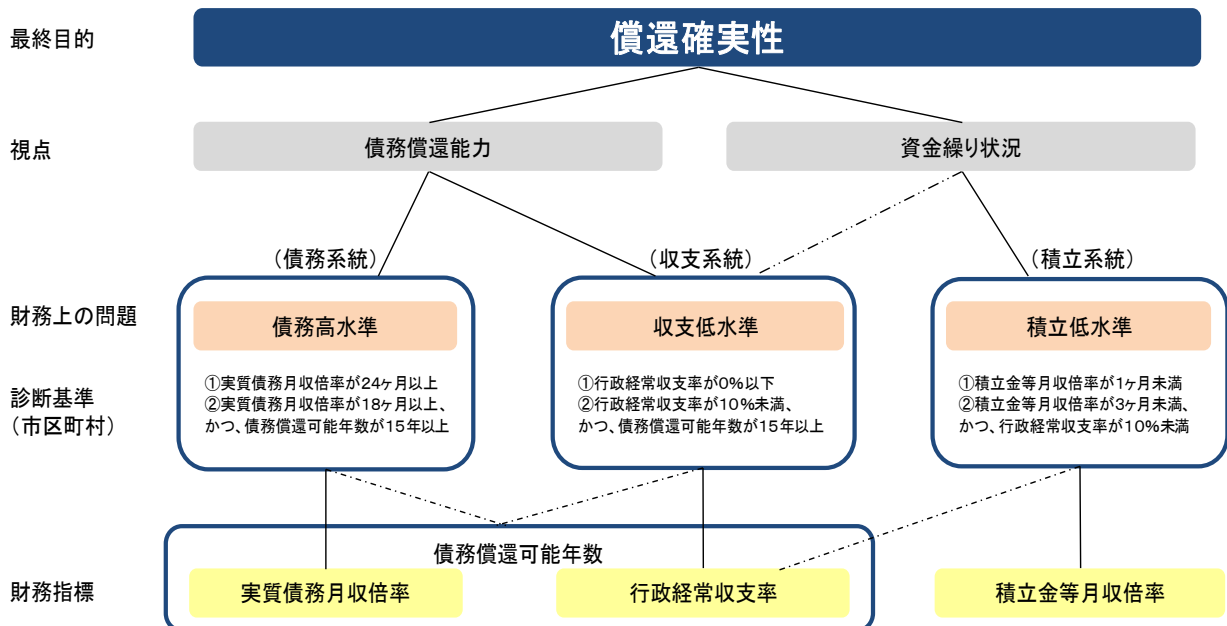 最終目的
償還確実性
視点
債務償還能力
資金繰り状況
（債務系統）
（収支系統）
（積立系統）
財務上の問題
債務高水準
収支低水準
積立低水準
診断基準
（市区町村）
①実質債務月収倍率が24ヶ月以上
②実質債務月収倍率が18ヶ月以上、
かつ、債務償還可能年数が15年以上
①行政経常収支率が0%以下
②行政経常収支率が10%未満、
かつ、債務償還可能年数が15年以上
①積立金等月収倍率が1ヶ月未満
②積立金等月収倍率が3ヶ月未満、
かつ、行政経常収支率が10%未満
債務償還可能年数
財務指標
実質債務月収倍率
行政経常収支率
積立金等月収倍率